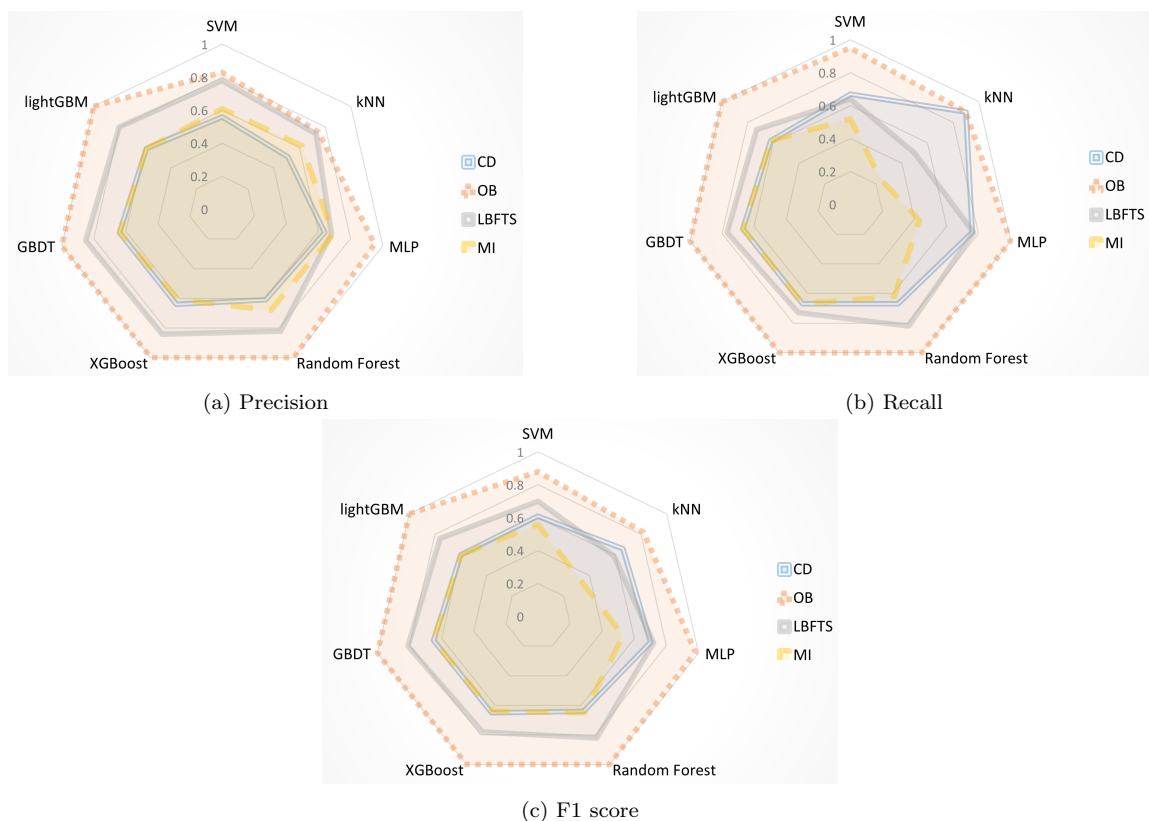 SVM
1
0.8
0.6
0.4
0.2
0
kNN
MLP
Random Forest
XGBoost
GBDT
lightGBM
CD
OB
LBFTS
MI
(a) Precision
SVM
1
0.8
0.6
0.4
0.2
0
kNN
MLP
Random Forest
XGBoost
GBDT
lightGBM
CD
OB
LBFTS
MI
(b) Recall
SVM
1
0.8
0.6
0.4
0.2
0
kNN
MLP
Random Forest
XGBoost
GBDT
lightGBM
CD
OB
LBFTS
MI
(c) F1 score